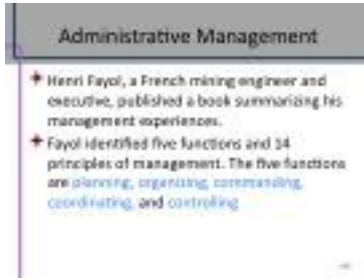 Administrative Management
Henri Fayol, a French mining engineer and
executive, published a book summarizing his
management experiences.
Fayol identified five functions and 14
principles of management. The five functions
are planning, organizing, commanding,
coordinating, and controlling